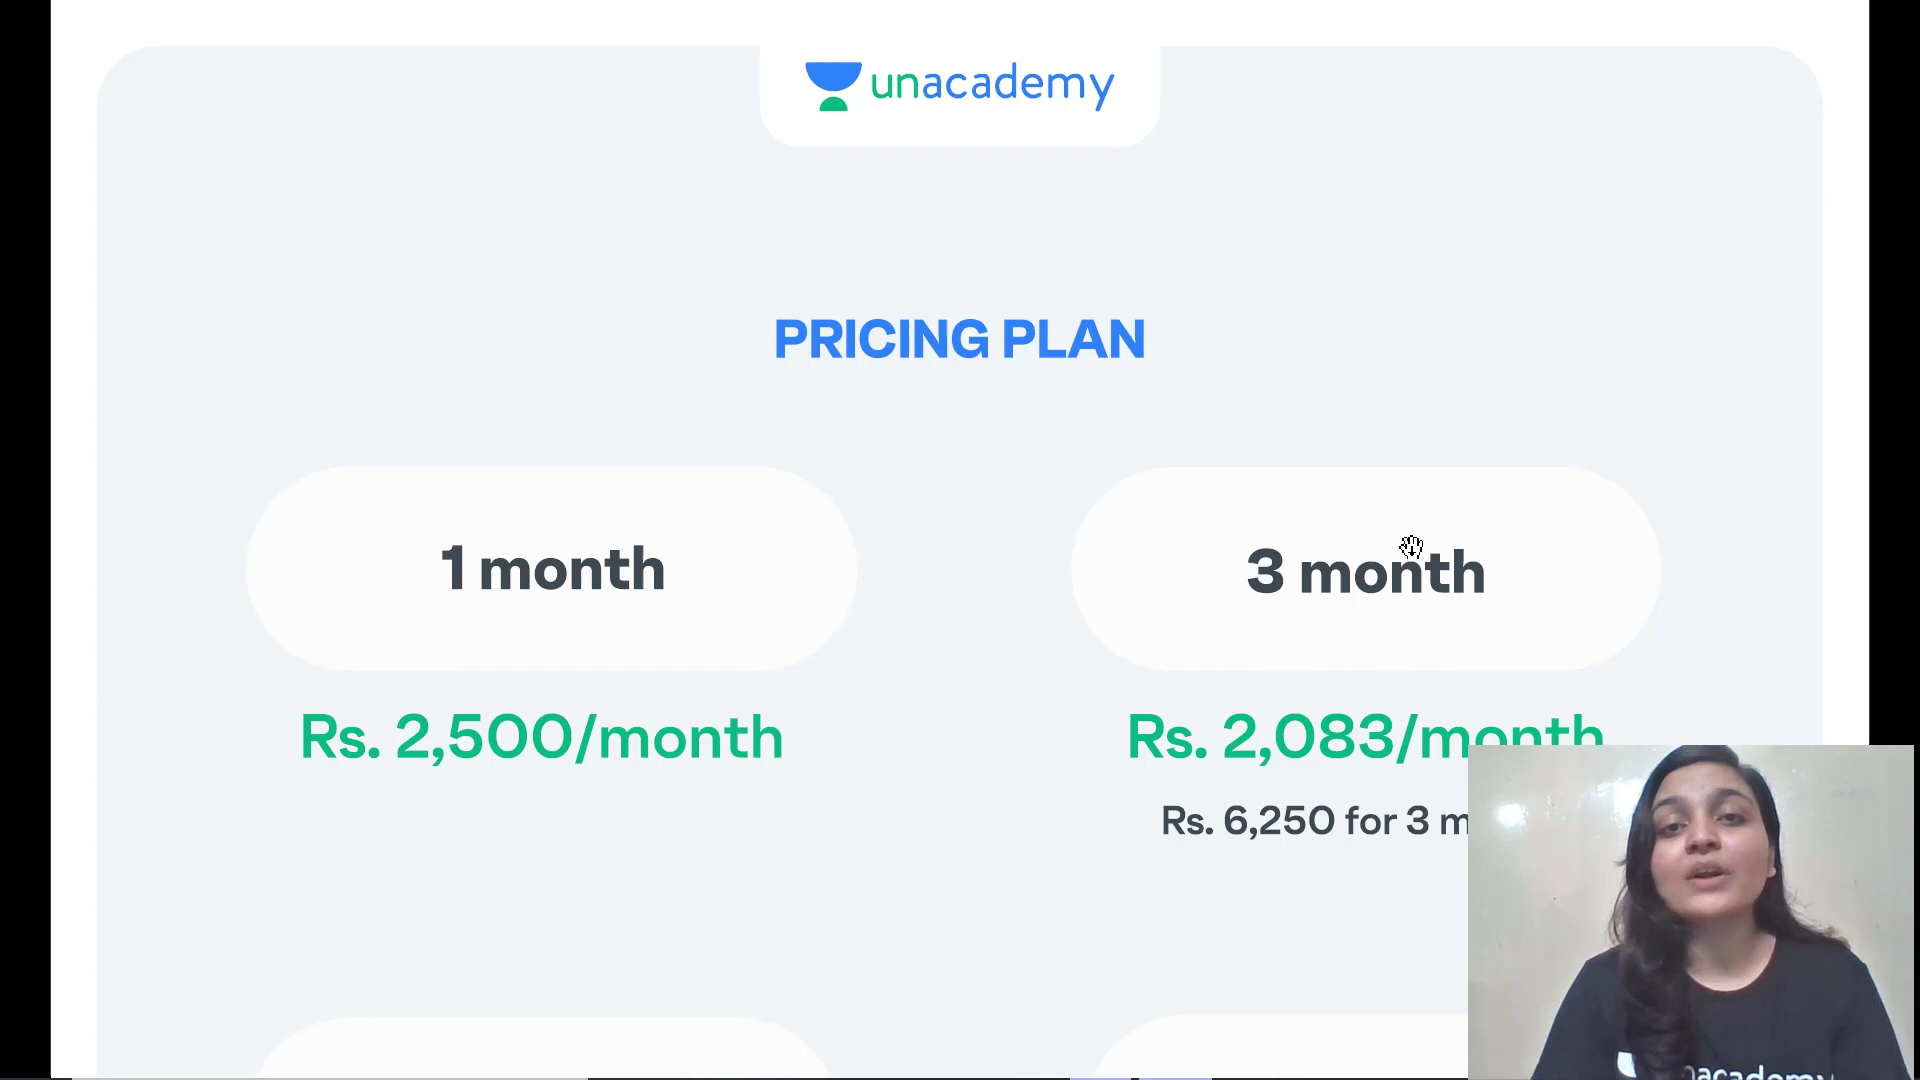 unacademy
PRICING PLAN
1 month
3 month
Rs. 2,500/month
Rs. 2,083/month
Rs. 6,250 for 3 m